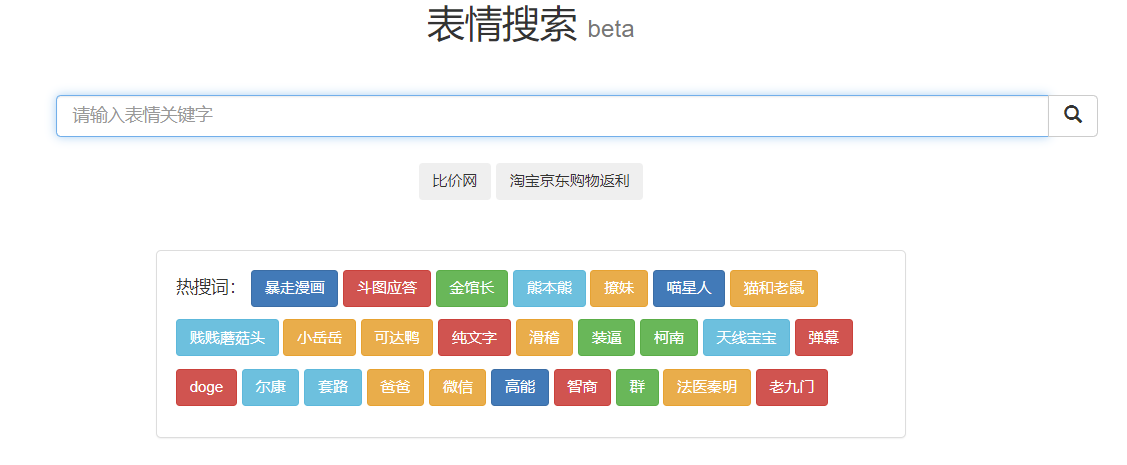 表情搜索 beta
请输入表情关键字
比价网 淘宝京东购物返利
热搜词： 暴走漫画 斗图应答 金馆长 熊本熊 撩妹 喵星人 猫和老鼠
贱贱蘑菇头 小岳岳 可达鸭 纯文字 滑稽 装逼 柯南 天线宝宝 弹幕
doge 尔康 套路 爸爸 微信 高能 智商 群 法医秦明 老九门